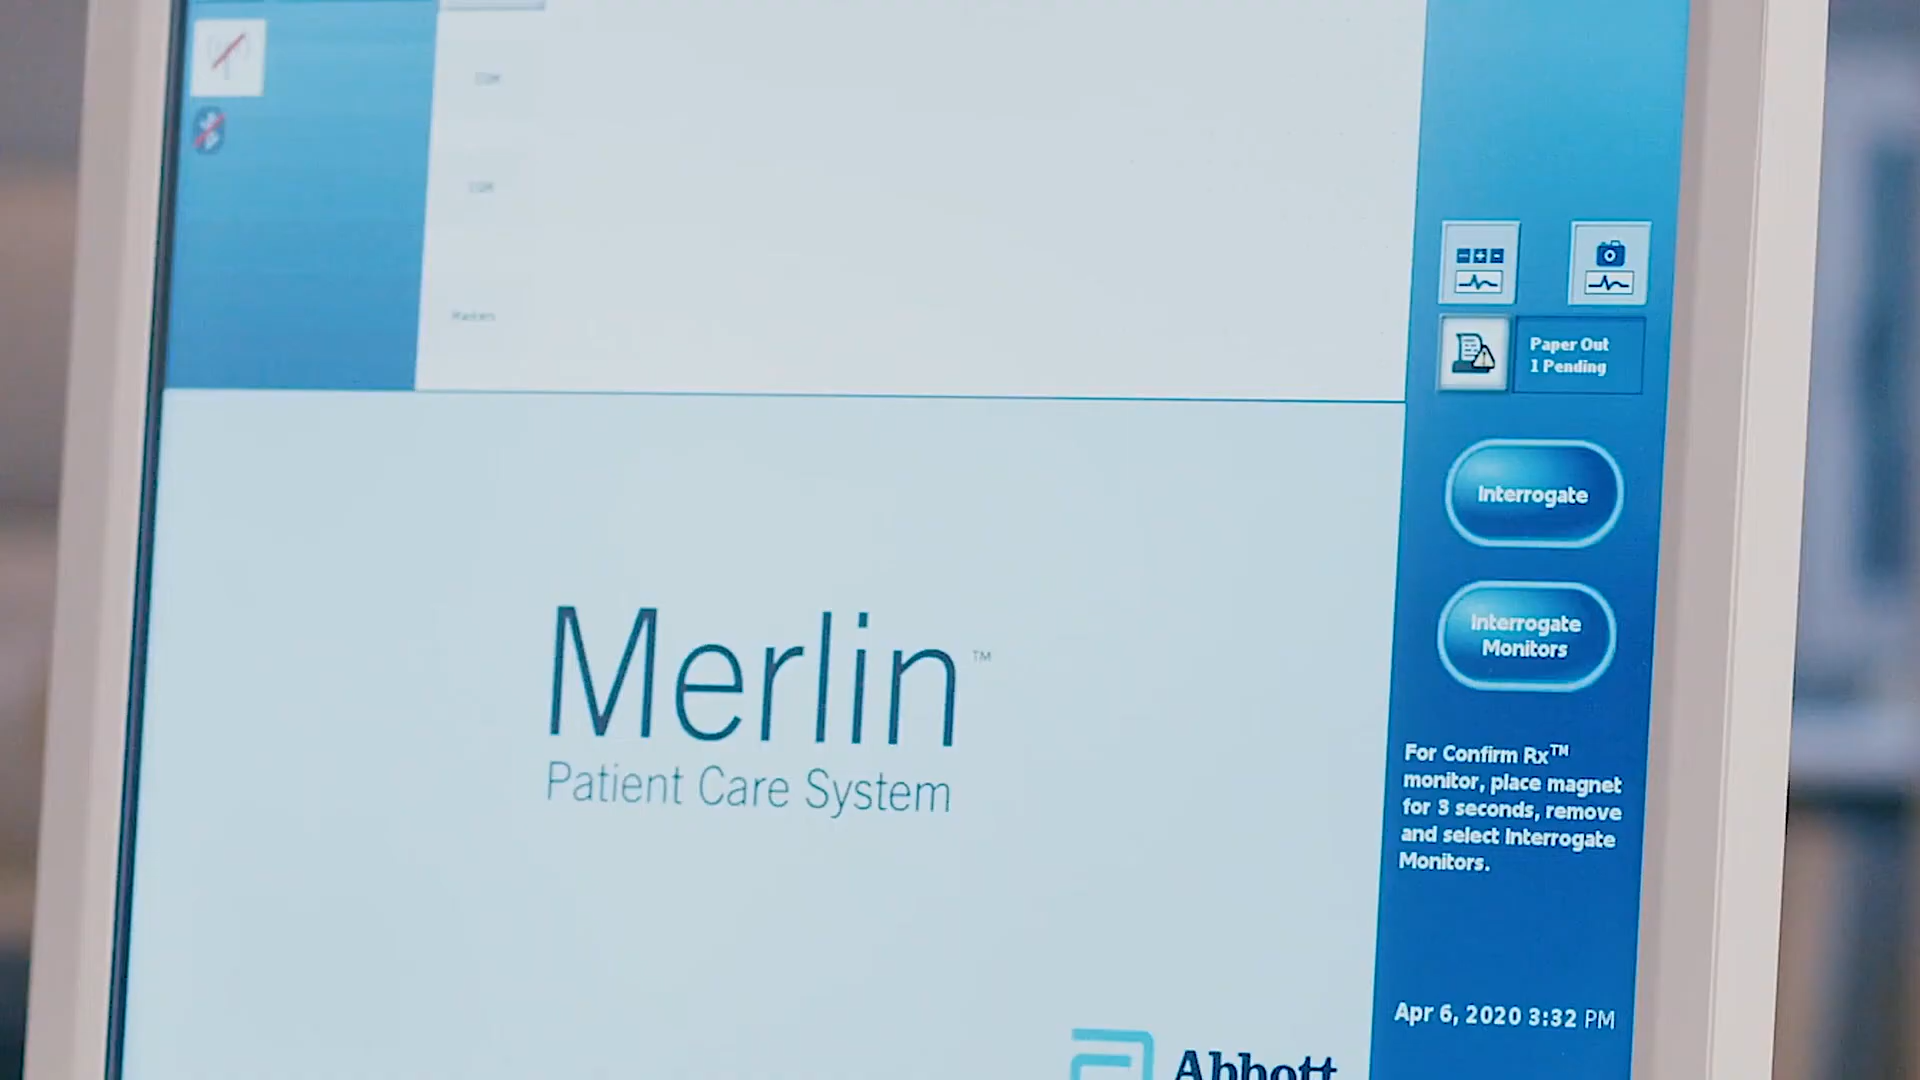 Markers
Paper Out
1 Pending
Interrogate
Interrogate
Monitors
Merlin™
Patient Care System
For Confirm Rx™
monitor, place magnet
for 3 seconds, remove
and select Interrogate
Monitors.
Apr 6, 2020 3:32 PM
Abbott